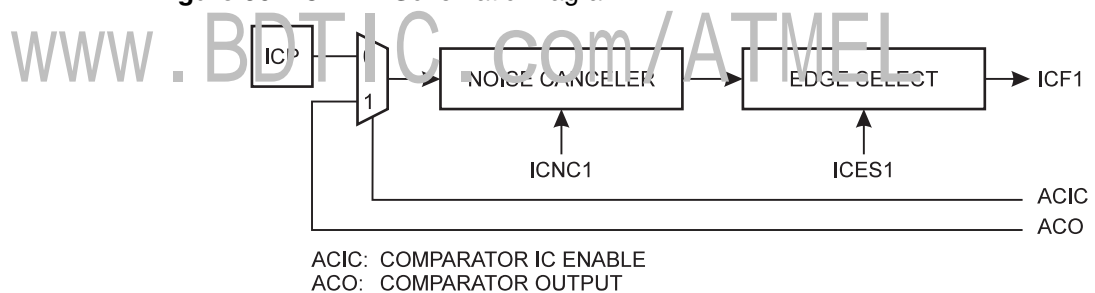 www.BDTIC.com/ATMEL
ICP
0
1
NOISE CANCELER
EDGE SELECT
ICF1
ICNC1
ICES1
ACIC
ACO
ACIC: COMPARATOR IC ENABLE
ACO: COMPARATOR OUTPUT